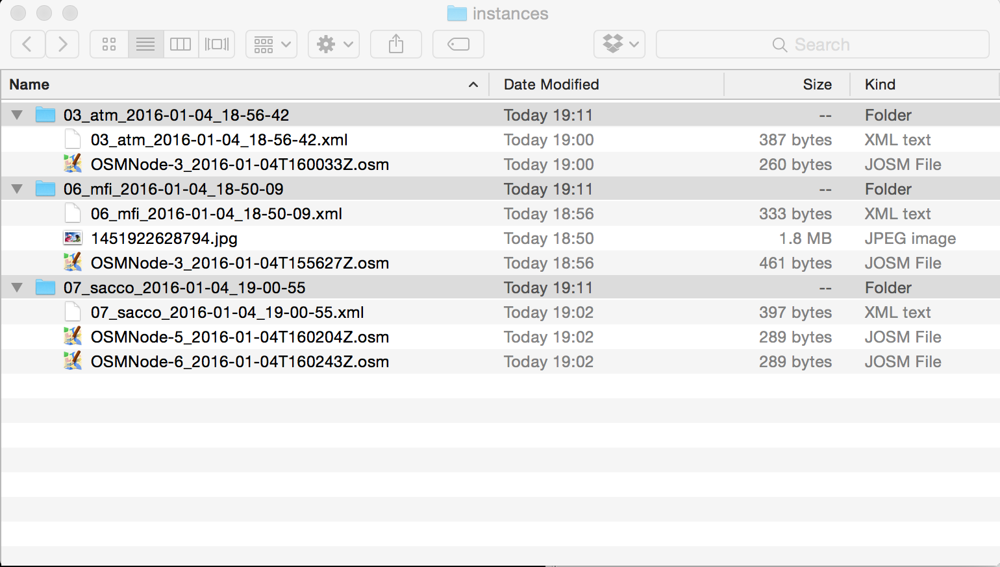 instances
Search
Name Date Modified Size Kind
03_atm_2016-01-04_18-56-42 Today 19:11 -- Folder
03_atm_2016-01-04_18-56-42.xml Today 19:00 387 bytes XML text
OSMNode-3_2016-01-04T160033Z.osm Today 19:00 260 bytes JOSM File
06_mfi_2016-01-04_18-50-09 Today 19:11 -- Folder
06_mfi_2016-01-04_18-50-09.xml Today 18:56 333 bytes XML text
1451922628794.jpg Today 18:50 1.8 MB JPEG image
OSMNode-3_2016-01-04T155627Z.osm Today 18:56 461 bytes JOSM File
07_sacco_2016-01-04_19-00-55 Today 19:11 -- Folder
07_sacco_2016-01-04_19-00-55.xml Today 19:02 397 bytes XML text
OSMNode-5_2016-01-04T160204Z.osm Today 19:02 289 bytes JOSM File
OSMNode-6_2016-01-04T160243Z.osm Today 19:02 289 bytes JOSM File